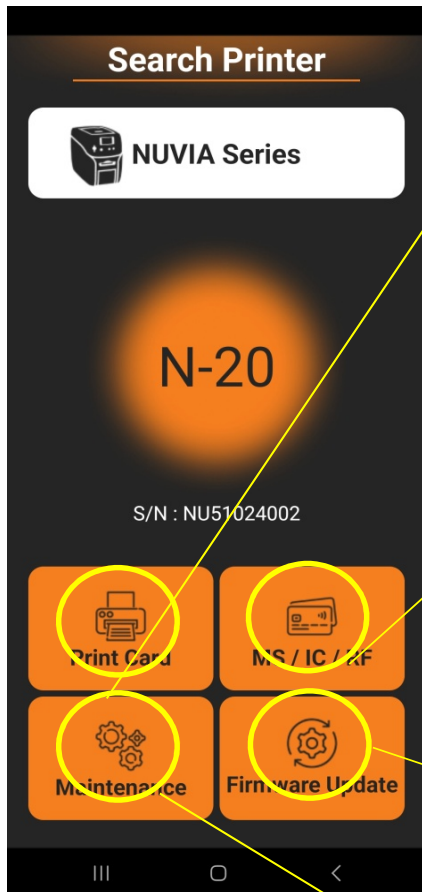 Search Printer
NUVIA Series
N-20
S/N : NU51024002
Print Card
MS / IC / RF
Maintenance
Firmware Update